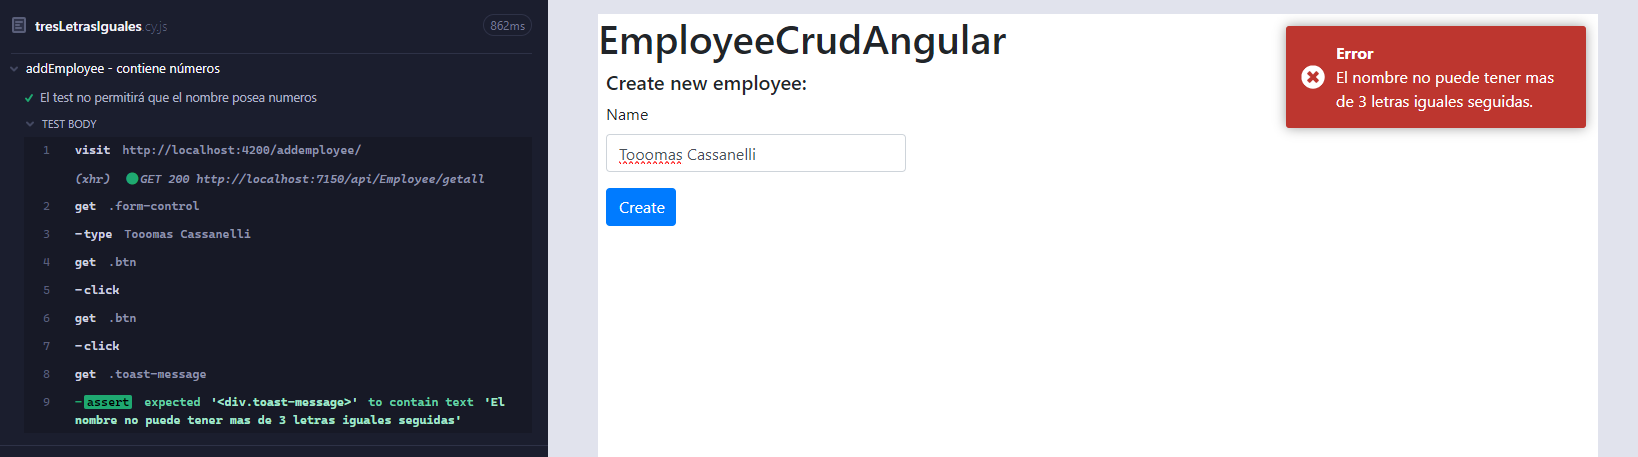 tresLetrasIguales.cy.js
862ms
addEmployee - contiene números
El test no permitirá que el nombre posea numeros
TEST BODY
1 visit http://localhost:4200/addemployee/
(xhr) GET 200 http://localhost:7150/api/Employee/getall
2 get .form-control
3 -type Tooomas Cassanelli
4 get .btn
5 -click
6 get .btn
7 -click
8 get .toast-message
9 -assert expected '<div.toast-message>' to contain text 'El
nombre no puede tener mas de 3 letras iguales seguidas'
EmployeeCrudAngular
Create new employee:
Name
Tooomas Cassanelli
Create
Error
El nombre no puede tener mas
de 3 letras iguales seguidas.